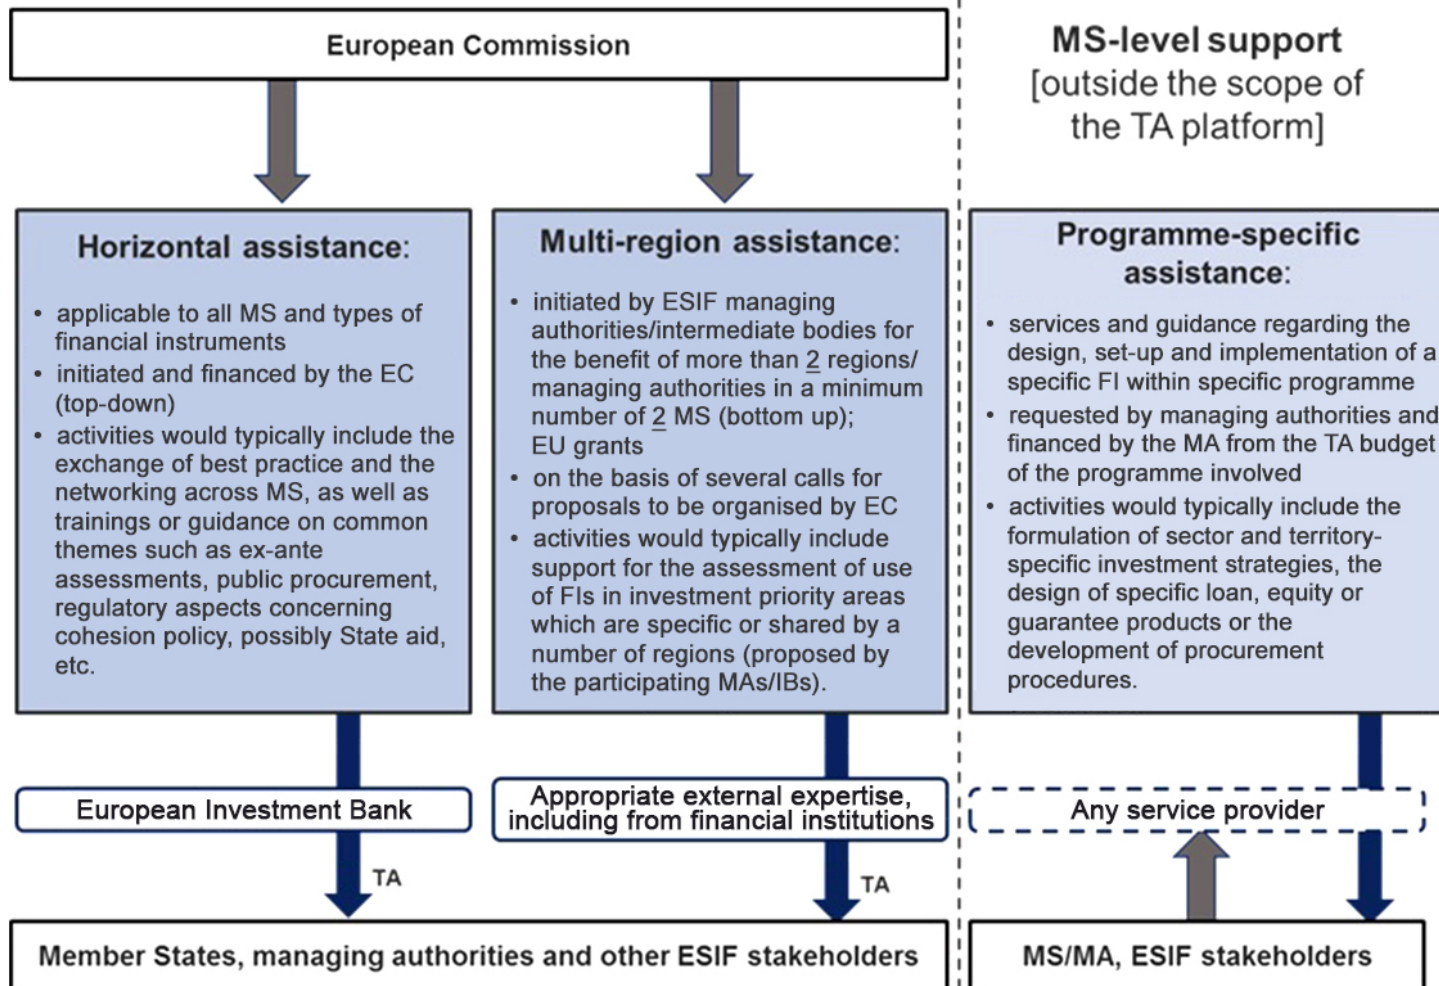 European Commission
MS-level support
[outside the scope of
the TA platform]
Horizontal assistance:
• applicable to all MS and types of
financial instruments
• initiated and financed by the EC
(top-down)
• activities would typically include the
exchange of best practice and the
networking across MS, as well as
trainings or guidance on common
themes such as ex-ante
assessments, public procurement,
regulatory aspects concerning
cohesion policy, possibly State aid,
etc.
Multi-region assistance:
• initiated by ESIF managing
authorities/intermediate bodies for
the benefit of more than 2 regions/
managing authorities in a minimum
number of 2 MS (bottom up);
EU grants
• on the basis of several calls for
proposals to be organised by EC
• activities would typically include
support for the assessment of use
of FIs in investment priority areas
which are specific or shared by a
number of regions (proposed by
the participating MAs/IBs).
Programme-specific
assistance:
• services and guidance regarding the
design, set-up and implementation of a
specific FI within specific programme
• requested by managing authorities and
financed by the MA from the TA budget
of the programme involved
• activities would typically include the
formulation of sector and territory-
specific investment strategies, the
design of specific loan, equity or
guarantee products or the
development of procurement
procedures.
European Investment Bank
Appropriate external expertise,
including from financial institutions
Any service provider
TA
TA
Member States, managing authorities and other ESIF stakeholders
MS/MA, ESIF stakeholders